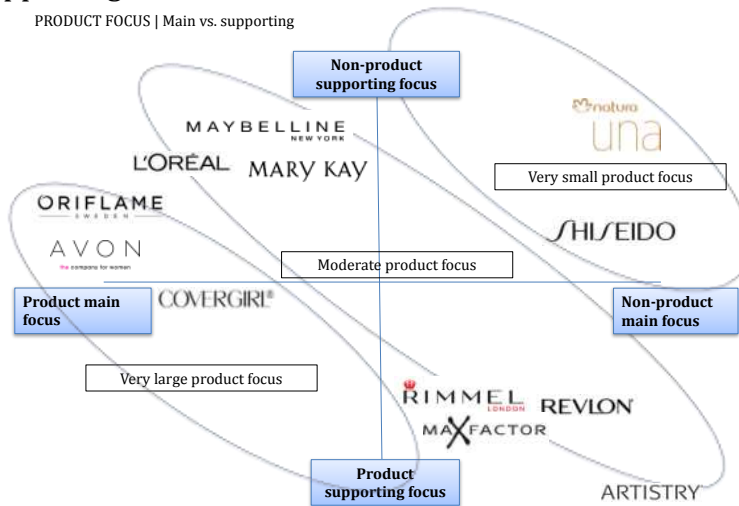 PRODUCT FOCUS | Main vs. supporting
Non-product
supporting focus
natura
una
MAYBELLINE
NEW YORK
L'ORÉAL
MARY KAY
Very small product focus
ORIFLAME
SWEDEN
SHISEIDO
AVON
the company for women
Moderate product focus
Product main
focus
COVERGIRL®
Non-product
main focus
Very large product focus
RIMMEL
LONDON
REVLON
MAXFACTOR
Product
supporting focus
ARTISTRY